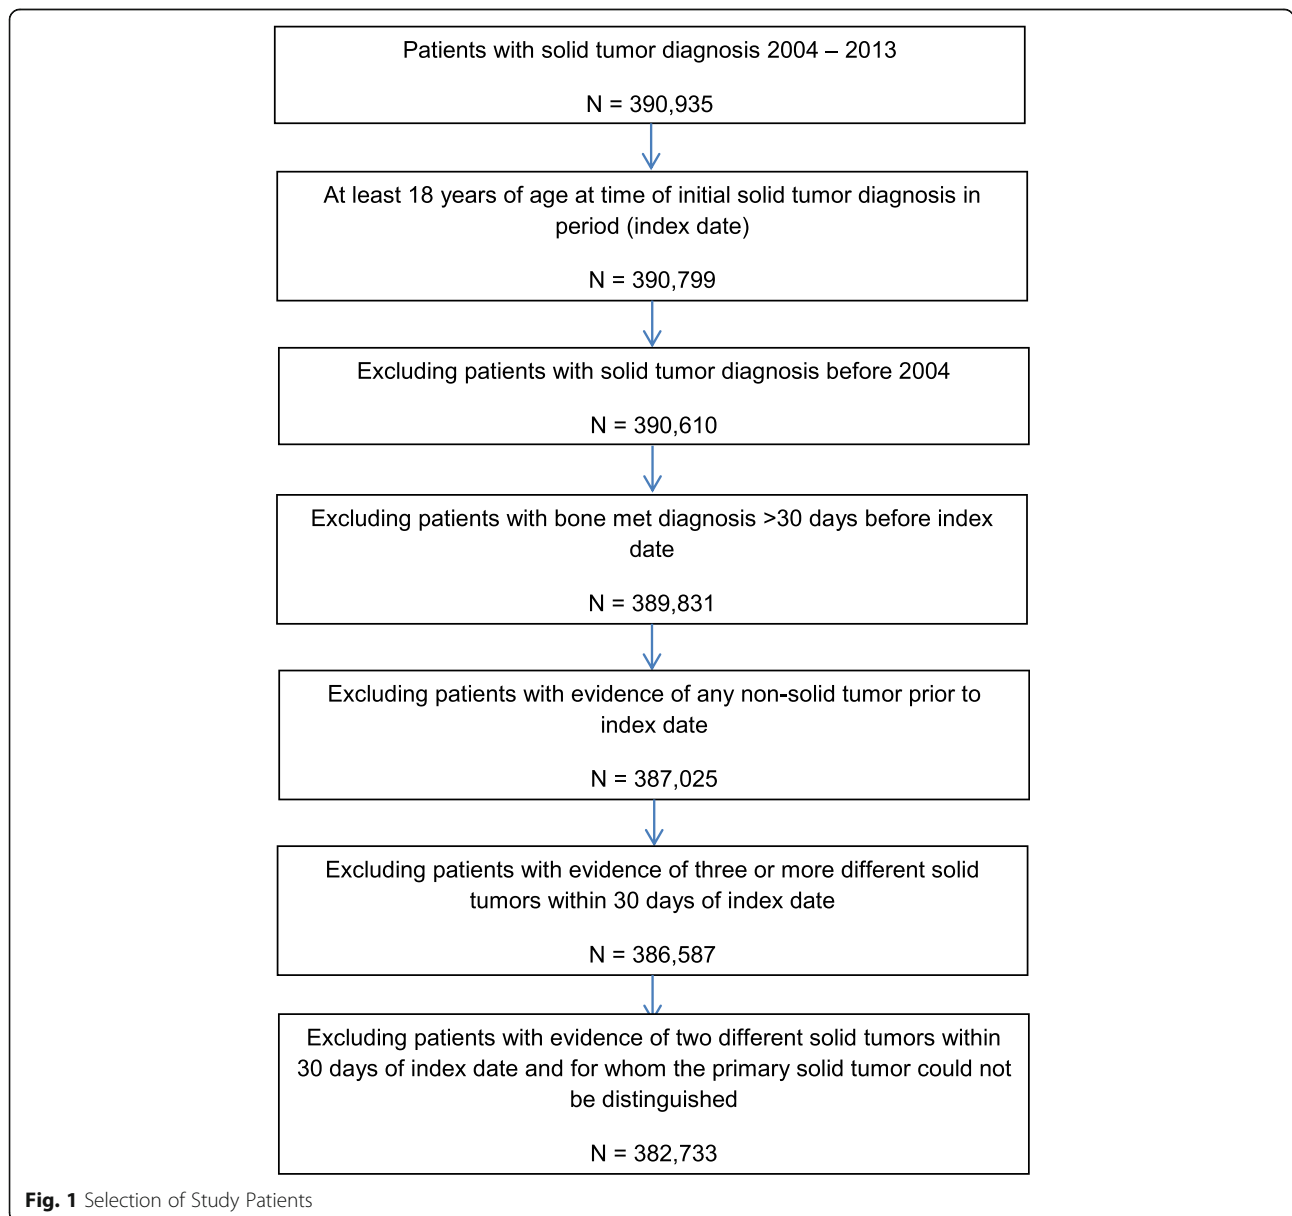 Patients with solid tumor diagnosis 2004 – 2013
N = 390,935
At least 18 years of age at time of initial solid tumor diagnosis in
period (index date)
N = 390,799
Excluding patients with solid tumor diagnosis before 2004
N = 390,610
Excluding patients with bone met diagnosis >30 days before index
date
N = 389,831
Excluding patients with evidence of any non-solid tumor prior to
index date
N = 387,025
Excluding patients with evidence of three or more different solid
tumors within 30 days of index date
N = 386,587
Excluding patients with evidence of two different solid tumors within
30 days of index date and for whom the primary solid tumor could not
be distinguished
N = 382,733
Fig. 1 Selection of Study Patients